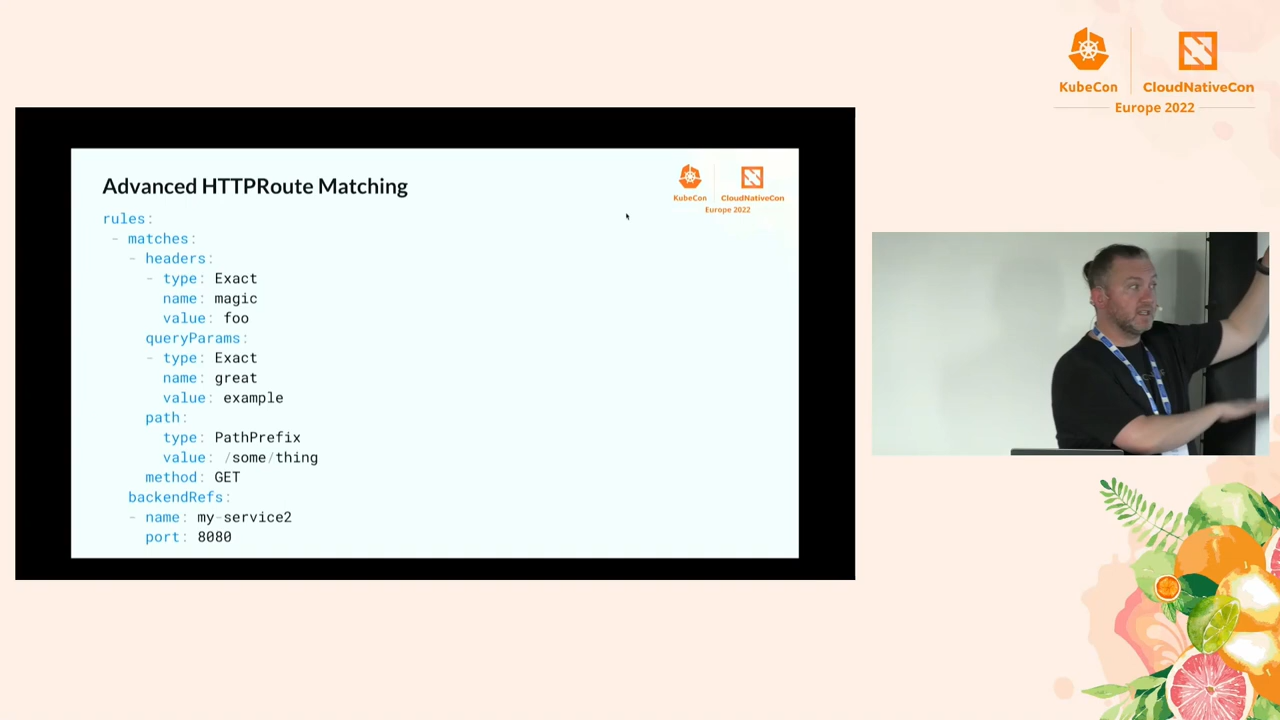 KubeCon
CloudNativeCon
Europe 2022
Advanced HTTPRoute Matching
KubeCon
CloudNativeCon
Europe 2022
rules:
- matches:
- headers:
- type: Exact
name: magic
value: foo
queryParams:
- type: Exact
name: great
value: example
path:
type: PathPrefix
value: /some/thing
method: GET
backendRefs:
- name: my-service2
port: 8080